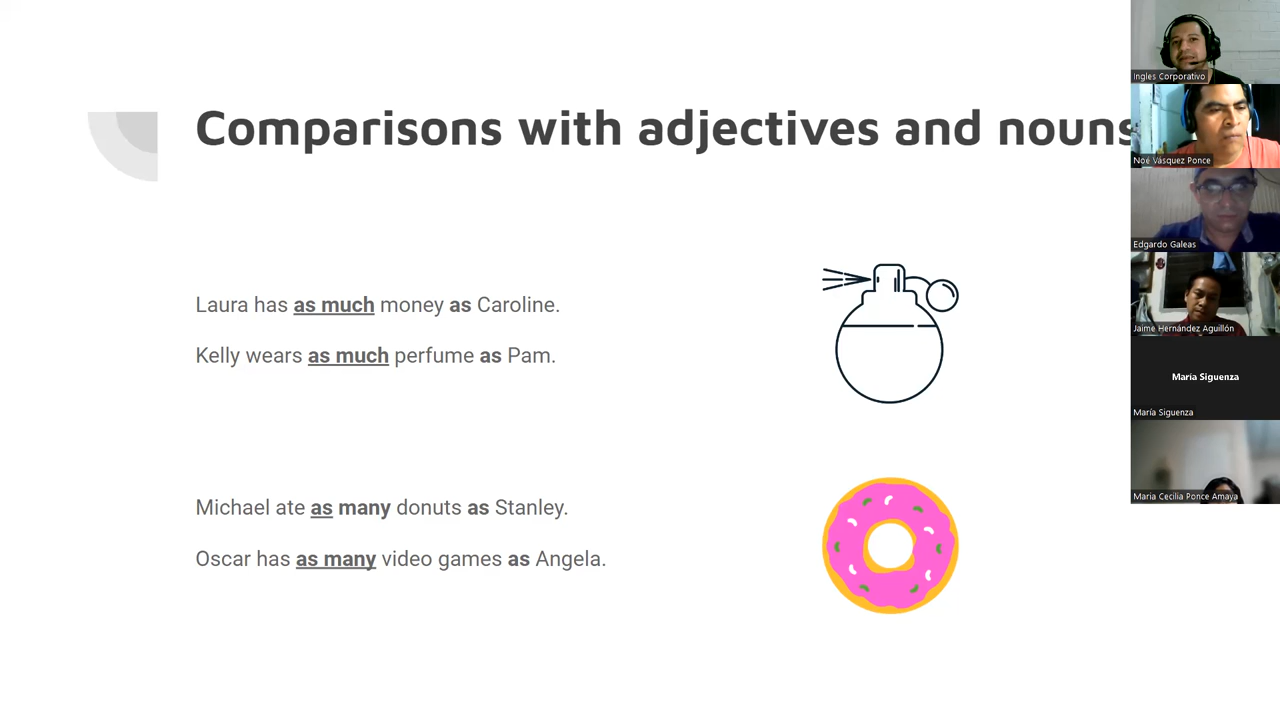 Comparisons with adjectives and nouns
Laura has as much money as Caroline.
Kelly wears as much perfume as Pam.
Michael ate as many donuts as Stanley.
Oscar has as many video games as Angela.
Ingles Corporativo
Noé Vásquez Ponce
Edgardo Galeas
Jaime Hernández Aguillón
Maria Siguenza
María Siguenza
Maria Cecilia Ponce Amaya